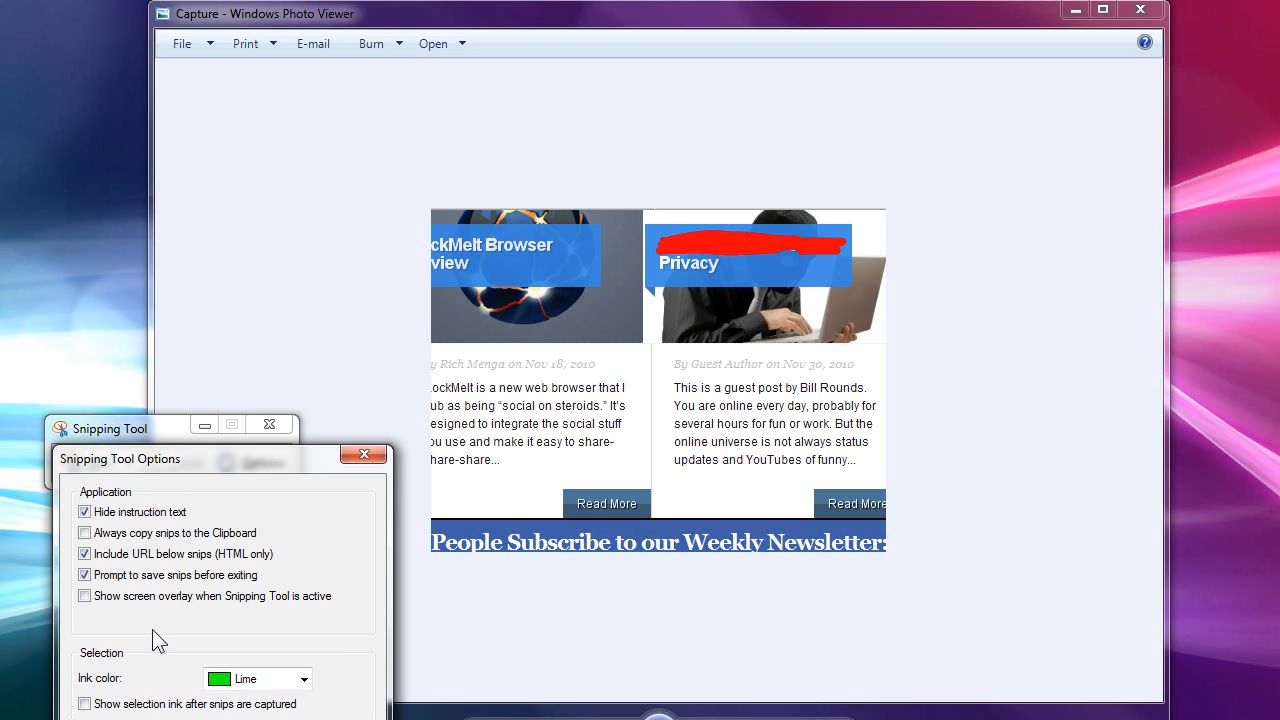 Capture - Windows Photo Viewer
File Print E-mail Burn Open
ckMelt Browser
view
Privacy
Rich Menga on Nov 18, 2010
ockMelt is a new web browser that I
ub as being “social on steroids.” It’s
esigned to integrate the social stuff
ou use and make it easy to share-
hare-share...
Read More
By Guest Author on Nov 30, 2010
This is a guest post by Bill Rounds.
You are online every day, probably for
several hours for fun or work. But the
online universe is not always status
updates and YouTubes of funny...
Read More
People Subscribe to our Weekly Newsletter:
Snipping Tool
Options
Snipping Tool Options
Application
Hide instruction text
Always copy snips to the Clipboard
Include URL below snips (HTML only)
Prompt to save snips before exiting
Show screen overlay when Snipping Tool is active
Selection
Ink color: Lime
Show selection ink after snips are captured